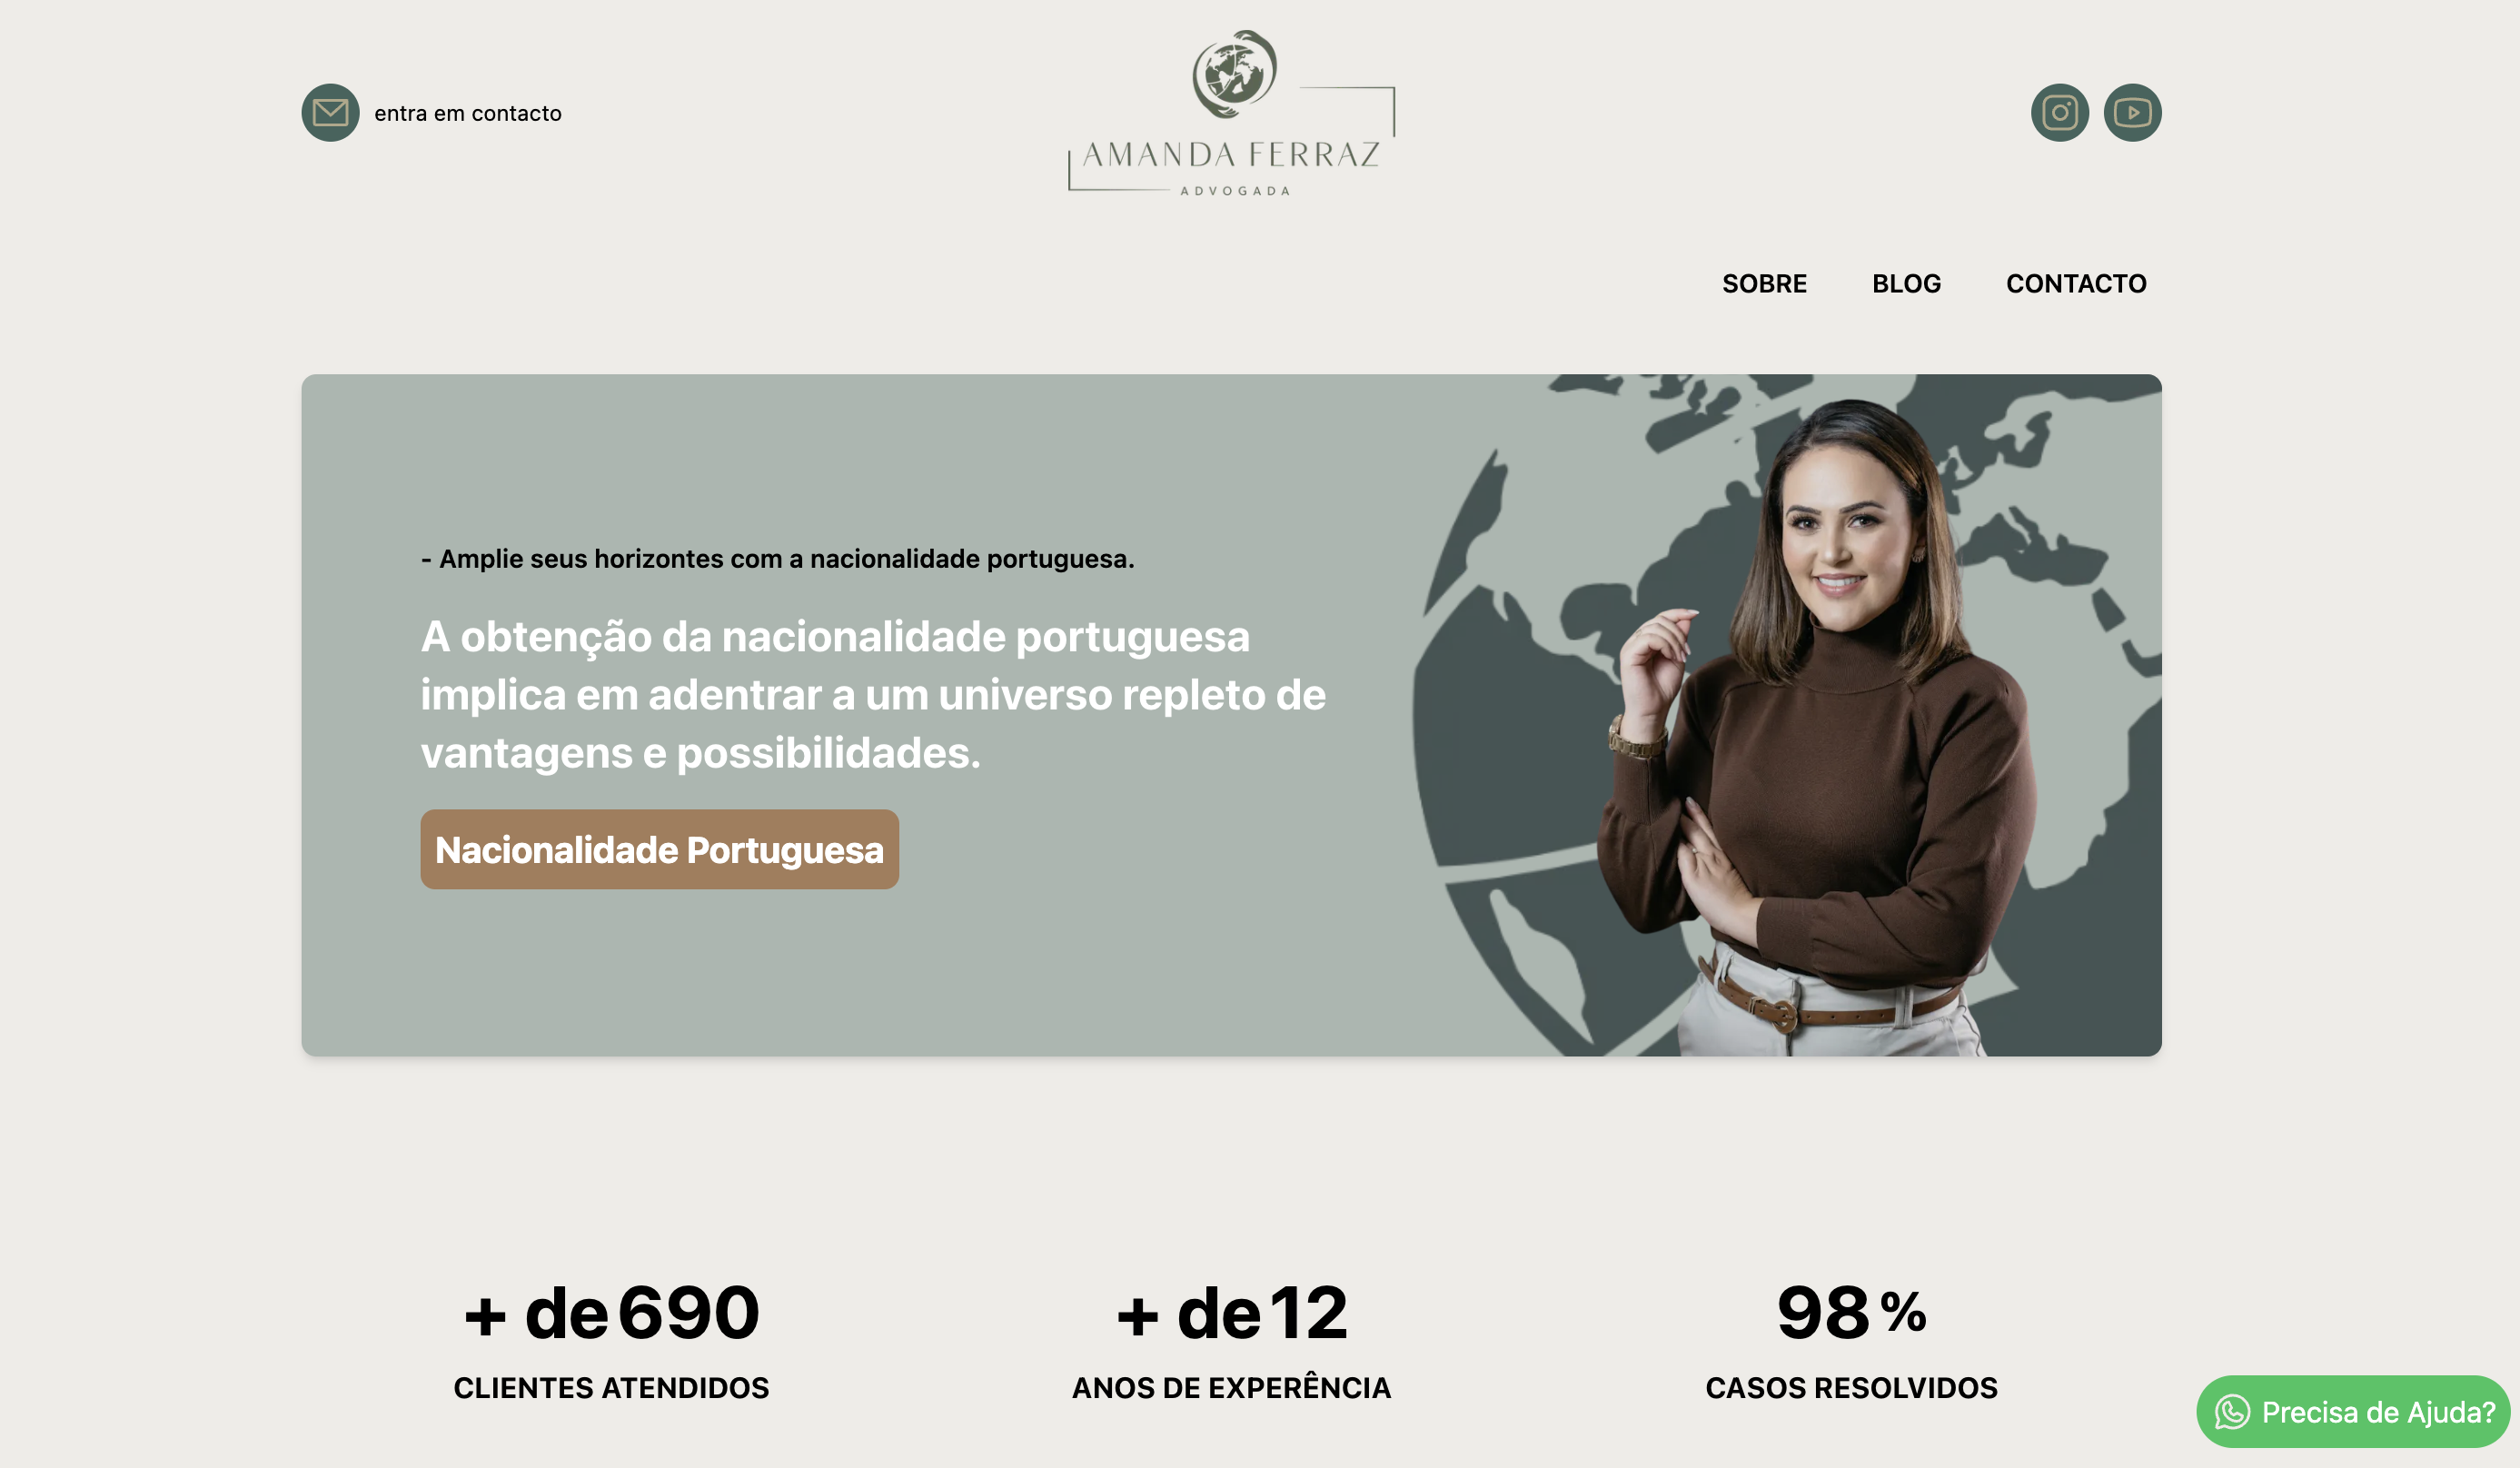 entra em contacto
AMANDA FERRAZ
ADVOGADA
SOBRE BLOG CONTACTO
- Amplie seus horizontes com a nacionalidade portuguesa.
A obtenção da nacionalidade portuguesa
implica em adentrar a um universo repleto de
vantagens e possibilidades.
Nacionalidade Portuguesa
+ de 690
CLIENTES ATENDIDOS
+ de 12
ANOS DE EXPERÊNCIA
98 %
CASOS RESOLVIDOS
Precisa de Ajuda?